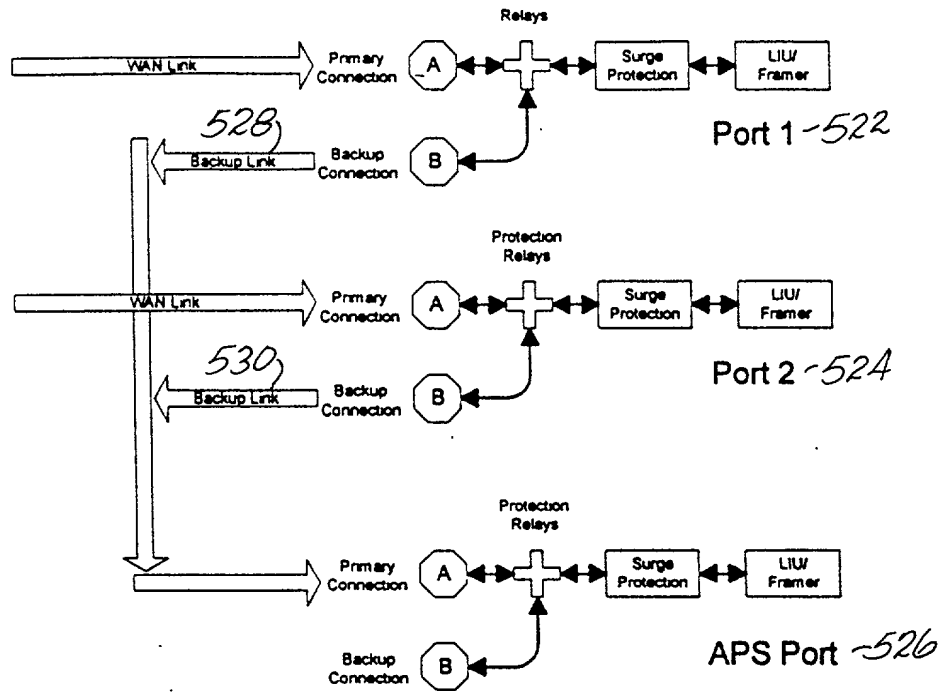 Relays
WAN Link
Primary
Connection
A
Surge
Protection
LIU/
Framer
Port 1-522
528
Backup Link
Backup
Connection
B
Protection
Relays
WAN Link
Primary
Connection
A
Surge
Protection
LIU/
Framer
Port 2-524
530
Backup Link
Backup
Connection
B
Protection
Relays
Primary
Connection
A
Surge
Protection
LIU/
Framer
APS Port-526
Backup
Connection
B